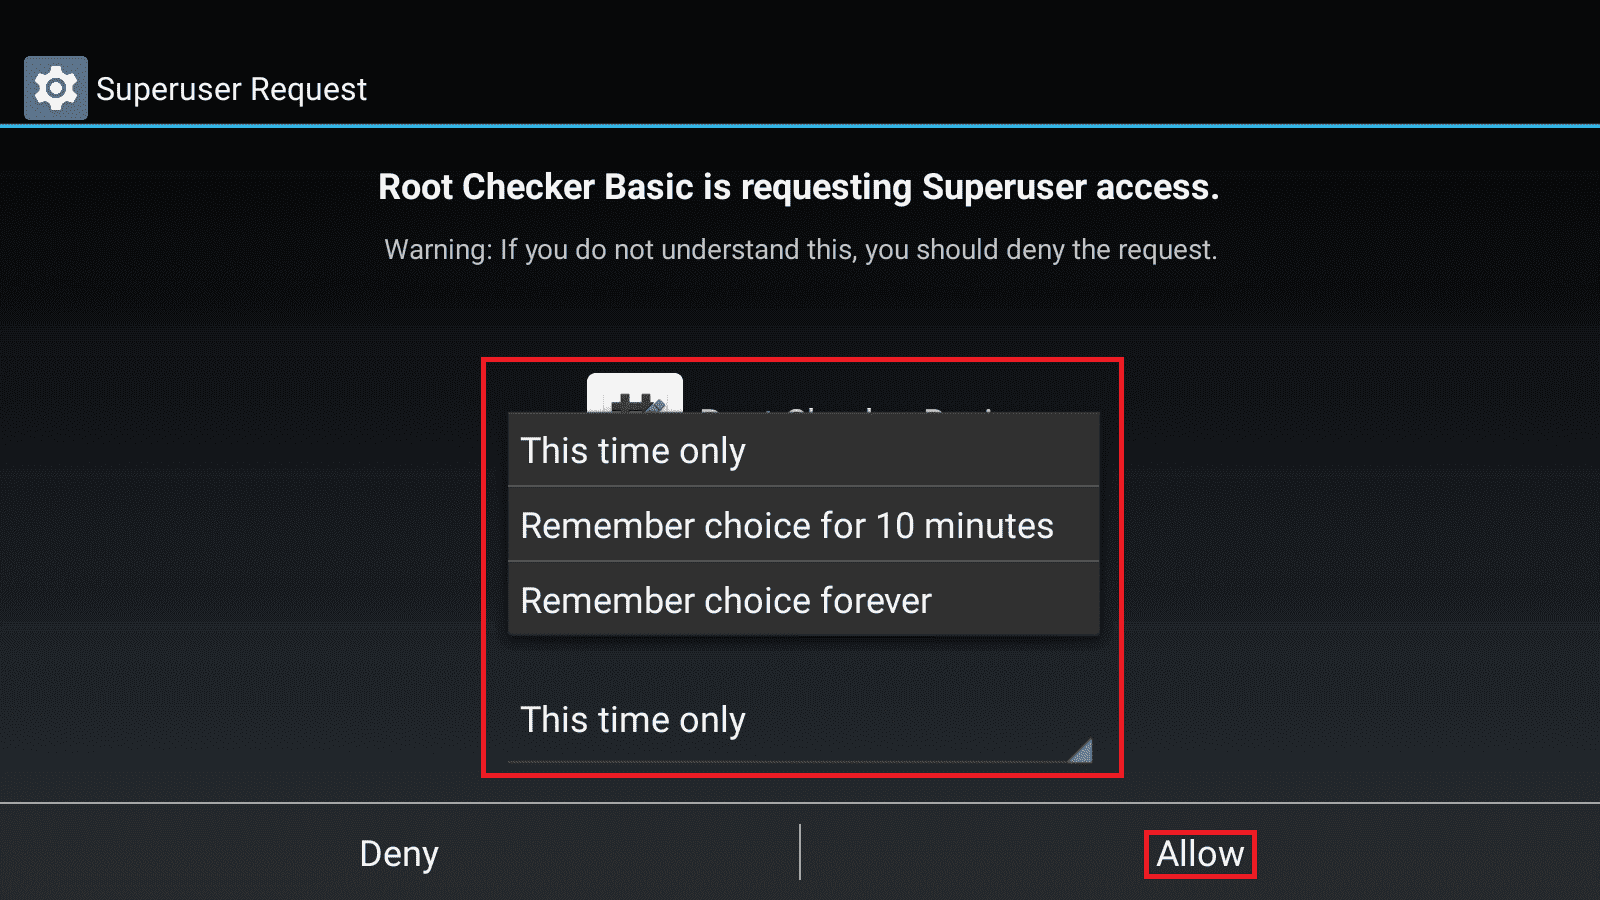 Superuser Request
Root Checker Basic is requesting Superuser access.
Warning: If you do not understand this, you should deny the request.
This time only
Remember choice for 10 minutes
Remember choice forever
This time only
Deny
Allow